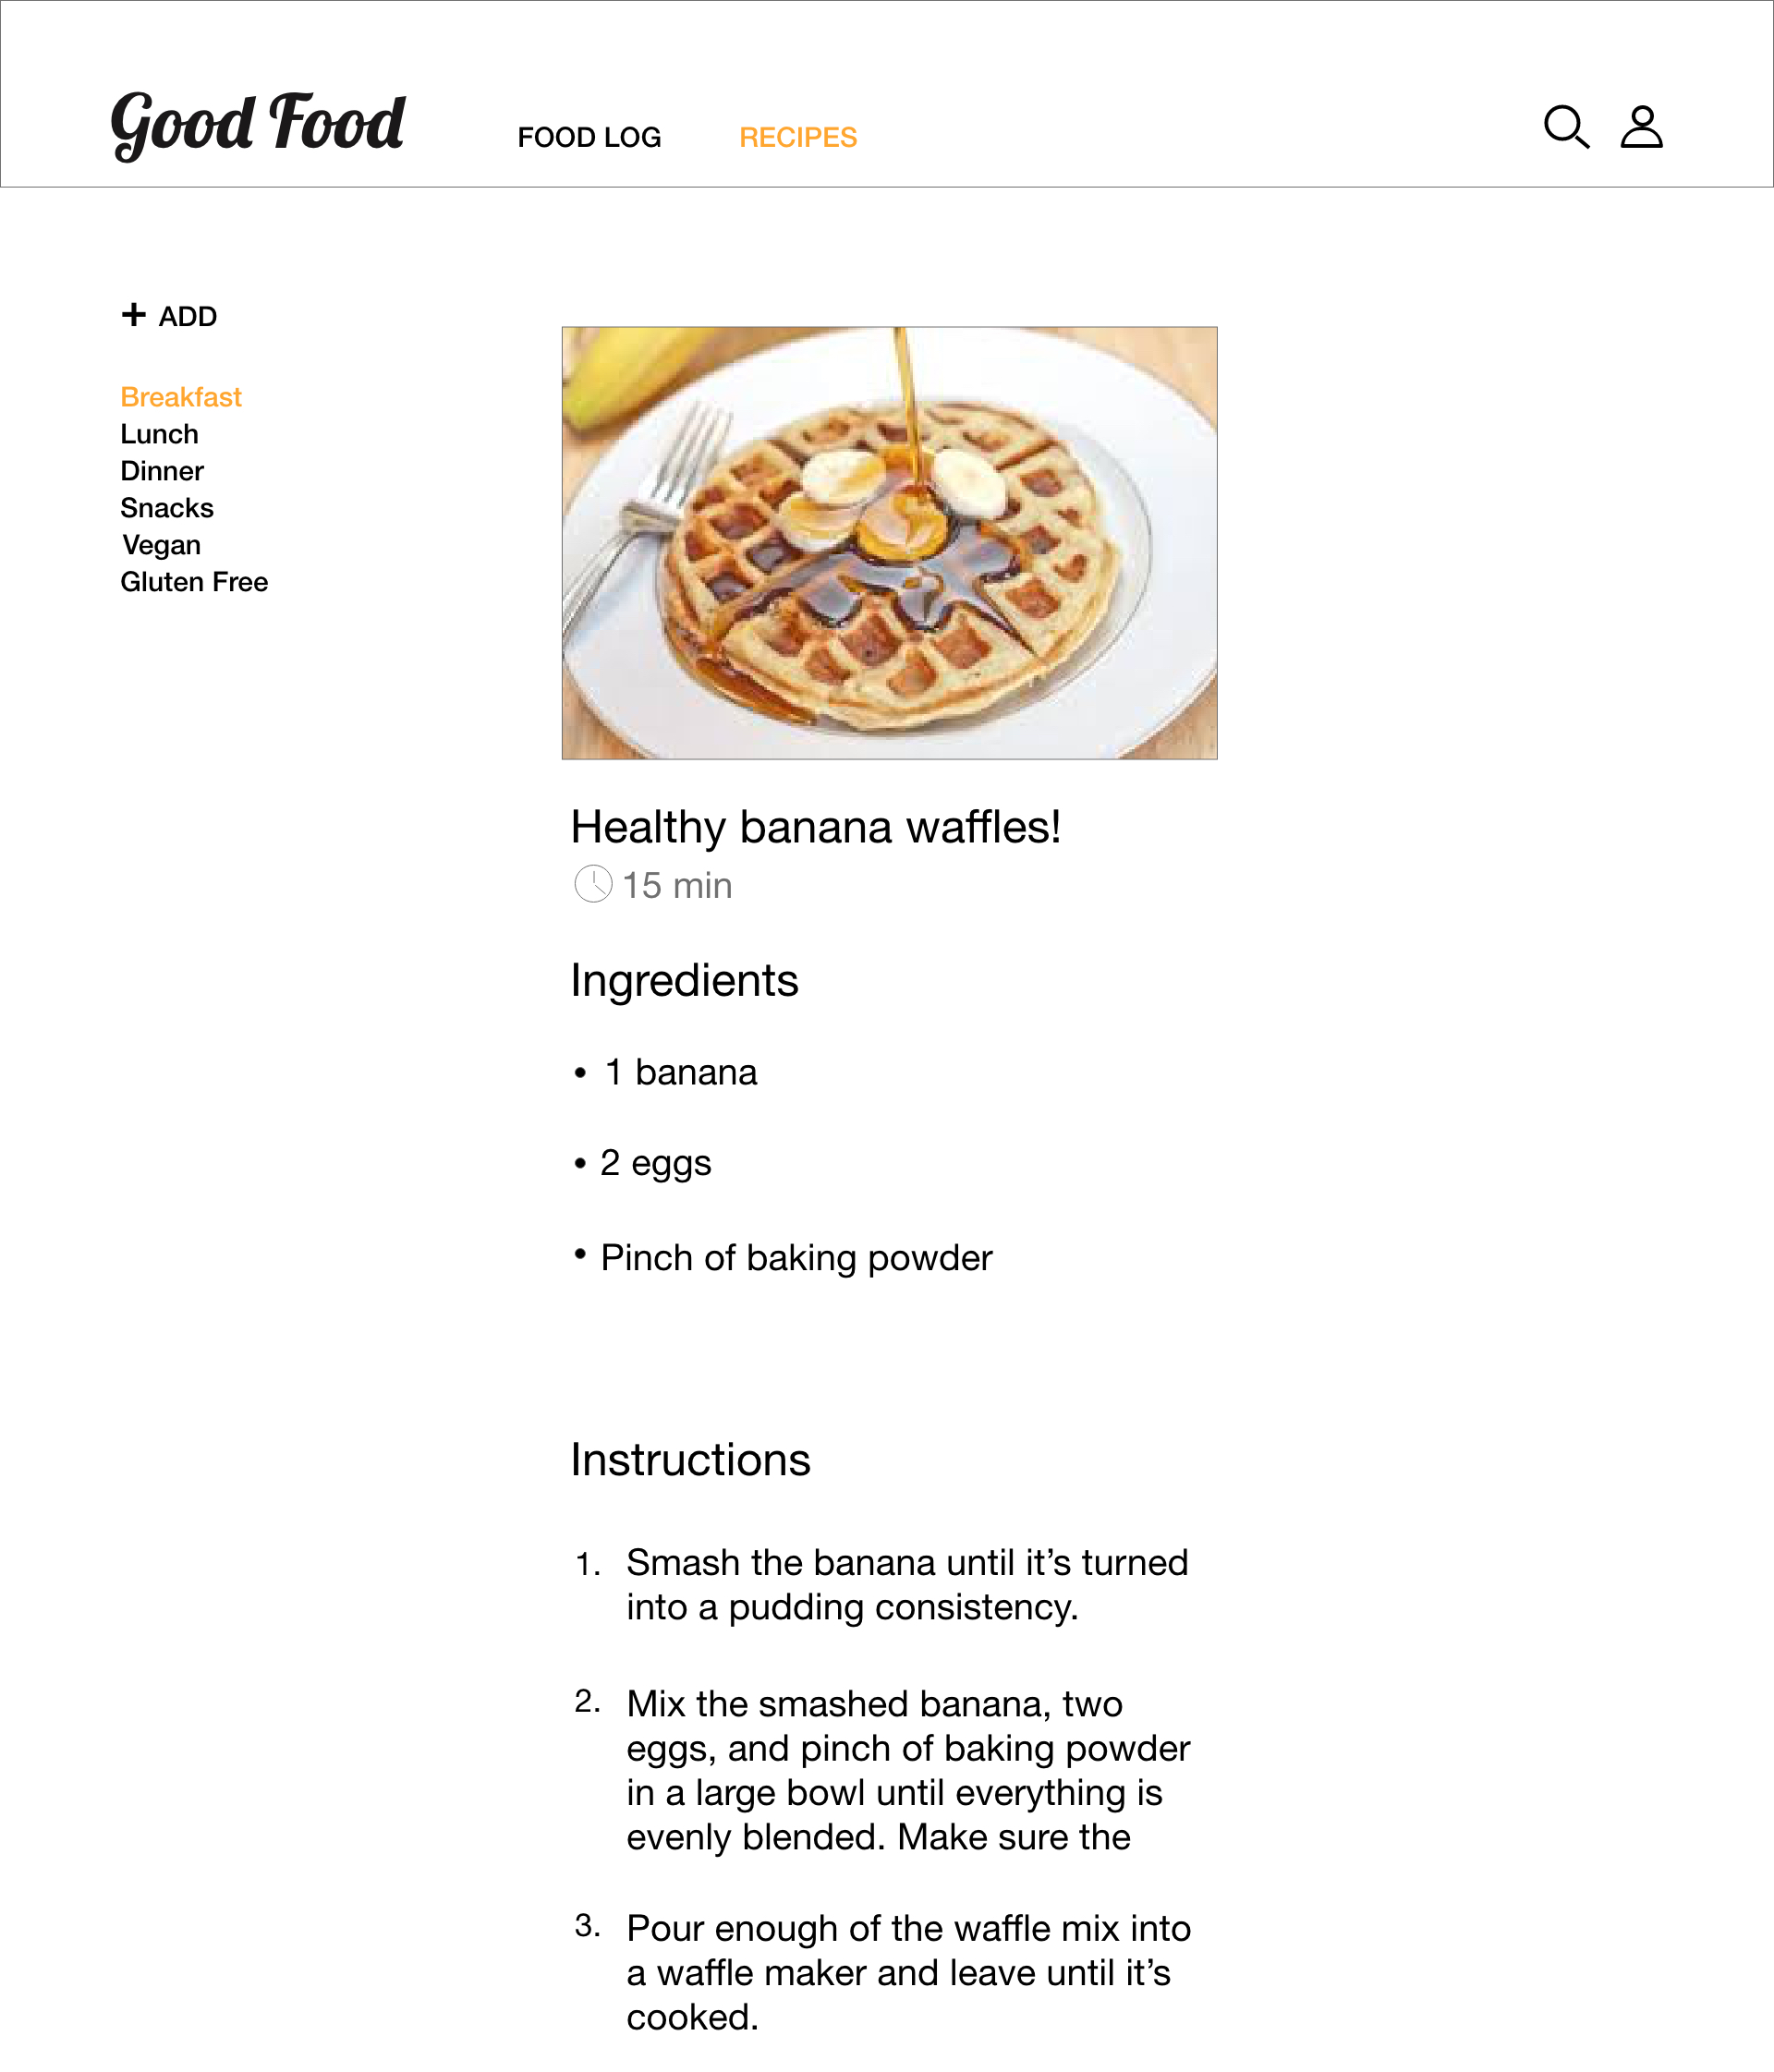 Good Food
FOOD LOG
RECIPES
+ ADD
Breakfast
Lunch
Dinner
Snacks
Vegan
Gluten Free
Healthy banana waffles!
15 min
Ingredients
• 1 banana
• 2 eggs
• Pinch of baking powder
Instructions
1. Smash the banana until it’s turned
into a pudding consistency.
2. Mix the smashed banana, two
eggs, and pinch of baking powder
in a large bowl until everything is
evenly blended. Make sure the
3. Pour enough of the waffle mix into
a waffle maker and leave until it’s
cooked.